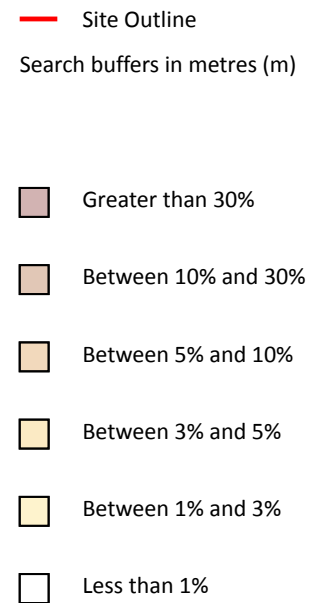 Site Outline
Search buffers in metres (m)
Greater than 30%
Between 10% and 30%
Between 5% and 10%
Between 3% and 5%
Between 1% and 3%
Less than 1%